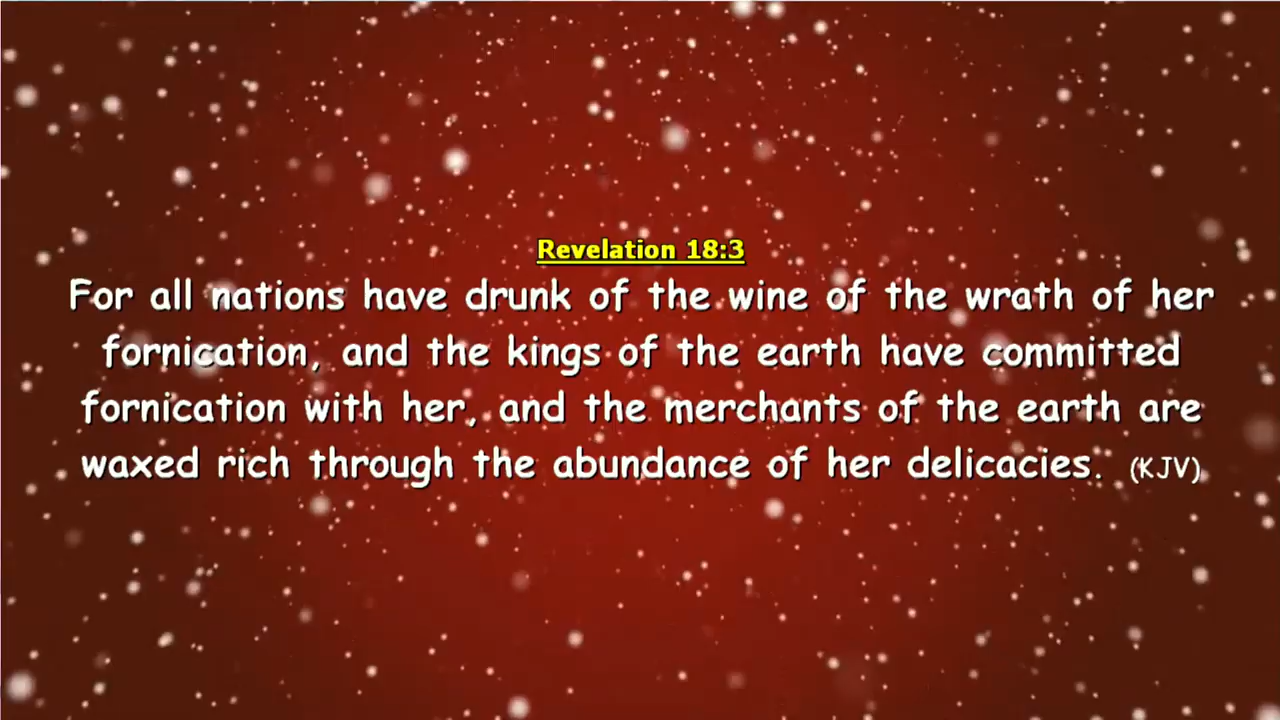 Revelation 18:3
For all nations have drunk of the wine of the wrath of her
fornication, and the kings of the earth have committed
fornication with her, and the merchants of the earth are
waxed rich through the abundance of her delicacies. (KJV)